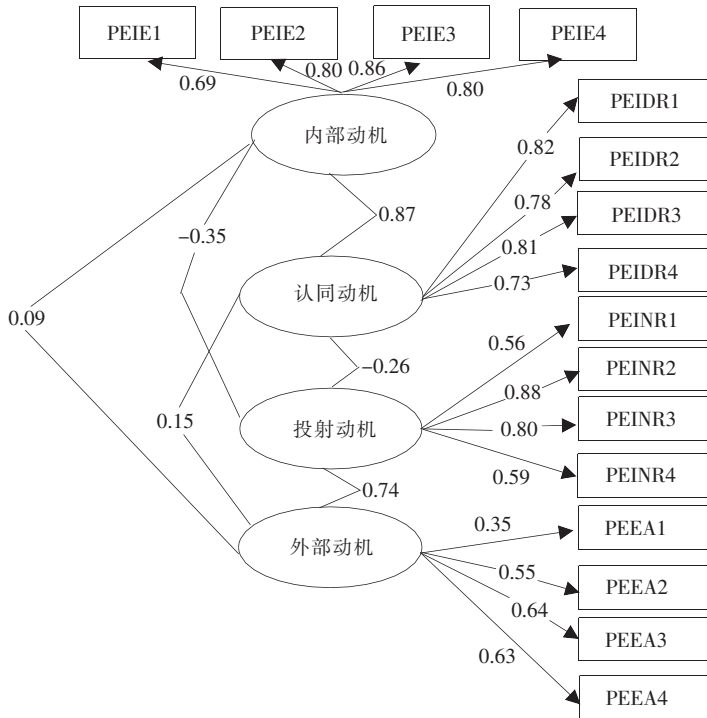 PEIE1
PEIE2
PEIE3
PEIE4
0.69
0.80
0.86
0.80
内部动机
PEIDR1
0.82
PEIDR2
0.78
PEIDR3
0.81
PEIDR4
0.73
−0.35
0.87
认同动机
0.09
PEINR1
0.56
PEINR2
0.88
PEINR3
0.80
PEINR4
0.59
−0.26
投射动机
0.15
0.74
外部动机
PEEA1
0.35
PEEA2
0.55
PEEA3
0.64
PEEA4
0.63